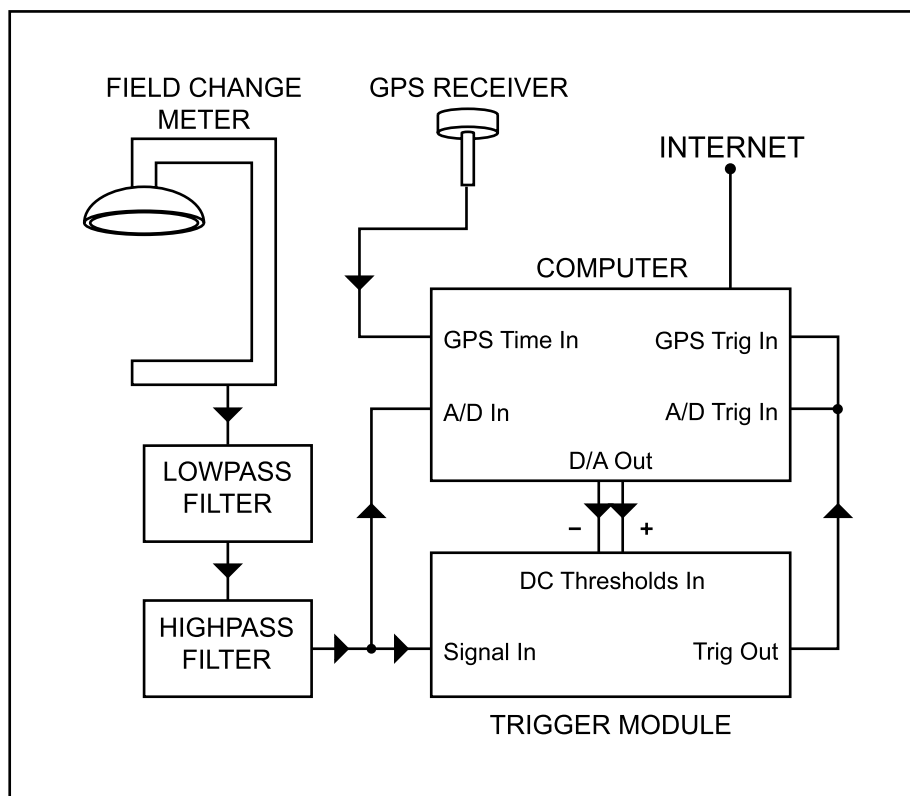 FIELD CHANGE
METER
GPS RECEIVER
INTERNET
COMPUTER
GPS Time In
GPS Trig In
A/D In
A/D Trig In
D/A Out
LOWPASS
FILTER
– +
DC Thresholds In
HIGHPASS
FILTER
Signal In
Trig Out
TRIGGER MODULE